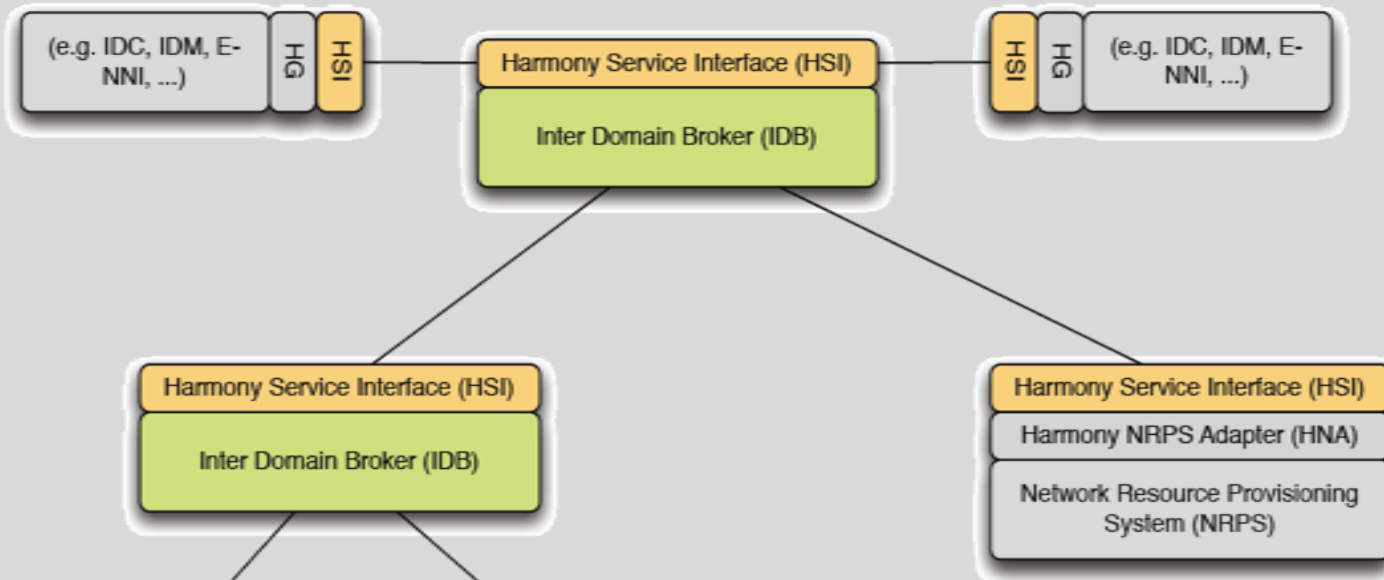 (e.g. IDC, IDM, E-
NNI, ...)
HG
HSI
Harmony Service Interface (HSI)
Inter Domain Broker (IDB)
HSI
HG
(e.g. IDC, IDM, E-
NNI, ...)
Harmony Service Interface (HSI)
Inter Domain Broker (IDB)
Harmony Service Interface (HSI)
Harmony NRPS Adapter (HNA)
Network Resource Provisioning
System (NRPS)